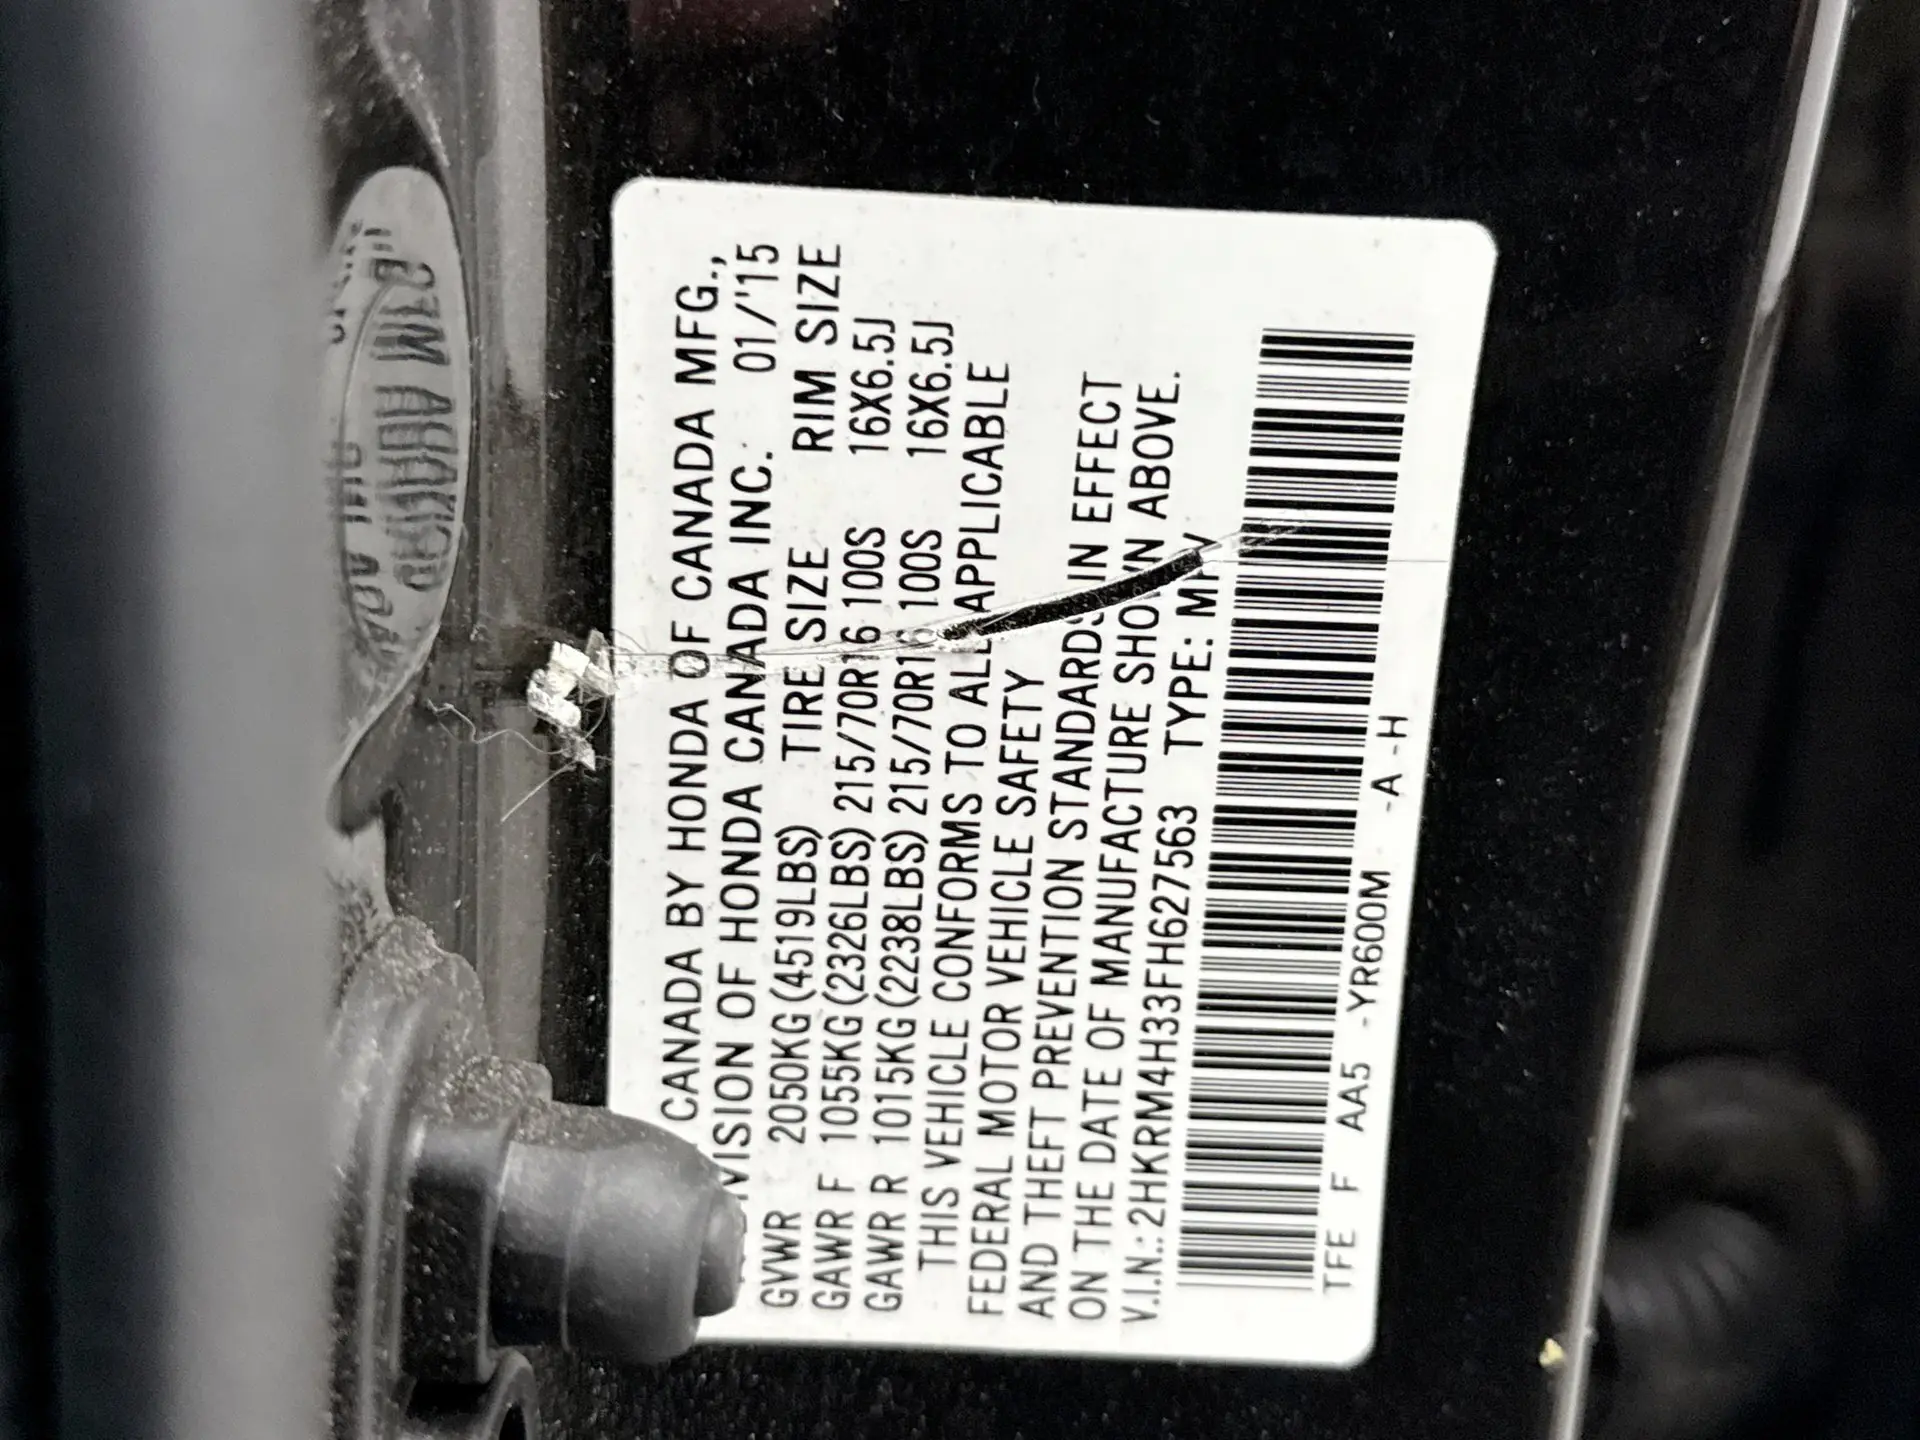 CANADA BY HONDA OF CANADA MFG.,
VISION OF HONDA CANADA INC. 01/'15
GVWR 2050KG(4519LBS) TIRE SIZE RIM SIZE
GAWR F 1055KG(2326LBS) 215/70R16 100S 16X6.5J
GAWR R 1015KG(2238LBS) 215/70R16 100S 16X6.5J
THIS VEHICLE CONFORMS TO ALL APPLICABLE
FEDERAL MOTOR VEHICLE SAFETY
AND THEFT PREVENTION STANDARDS IN EFFECT
ON THE DATE OF MANUFACTURE SHOWN ABOVE.
V.I.N.:2HKRM4H33FH627563 TYPE: MPV
TFE F AA5 -YR600M -A -H